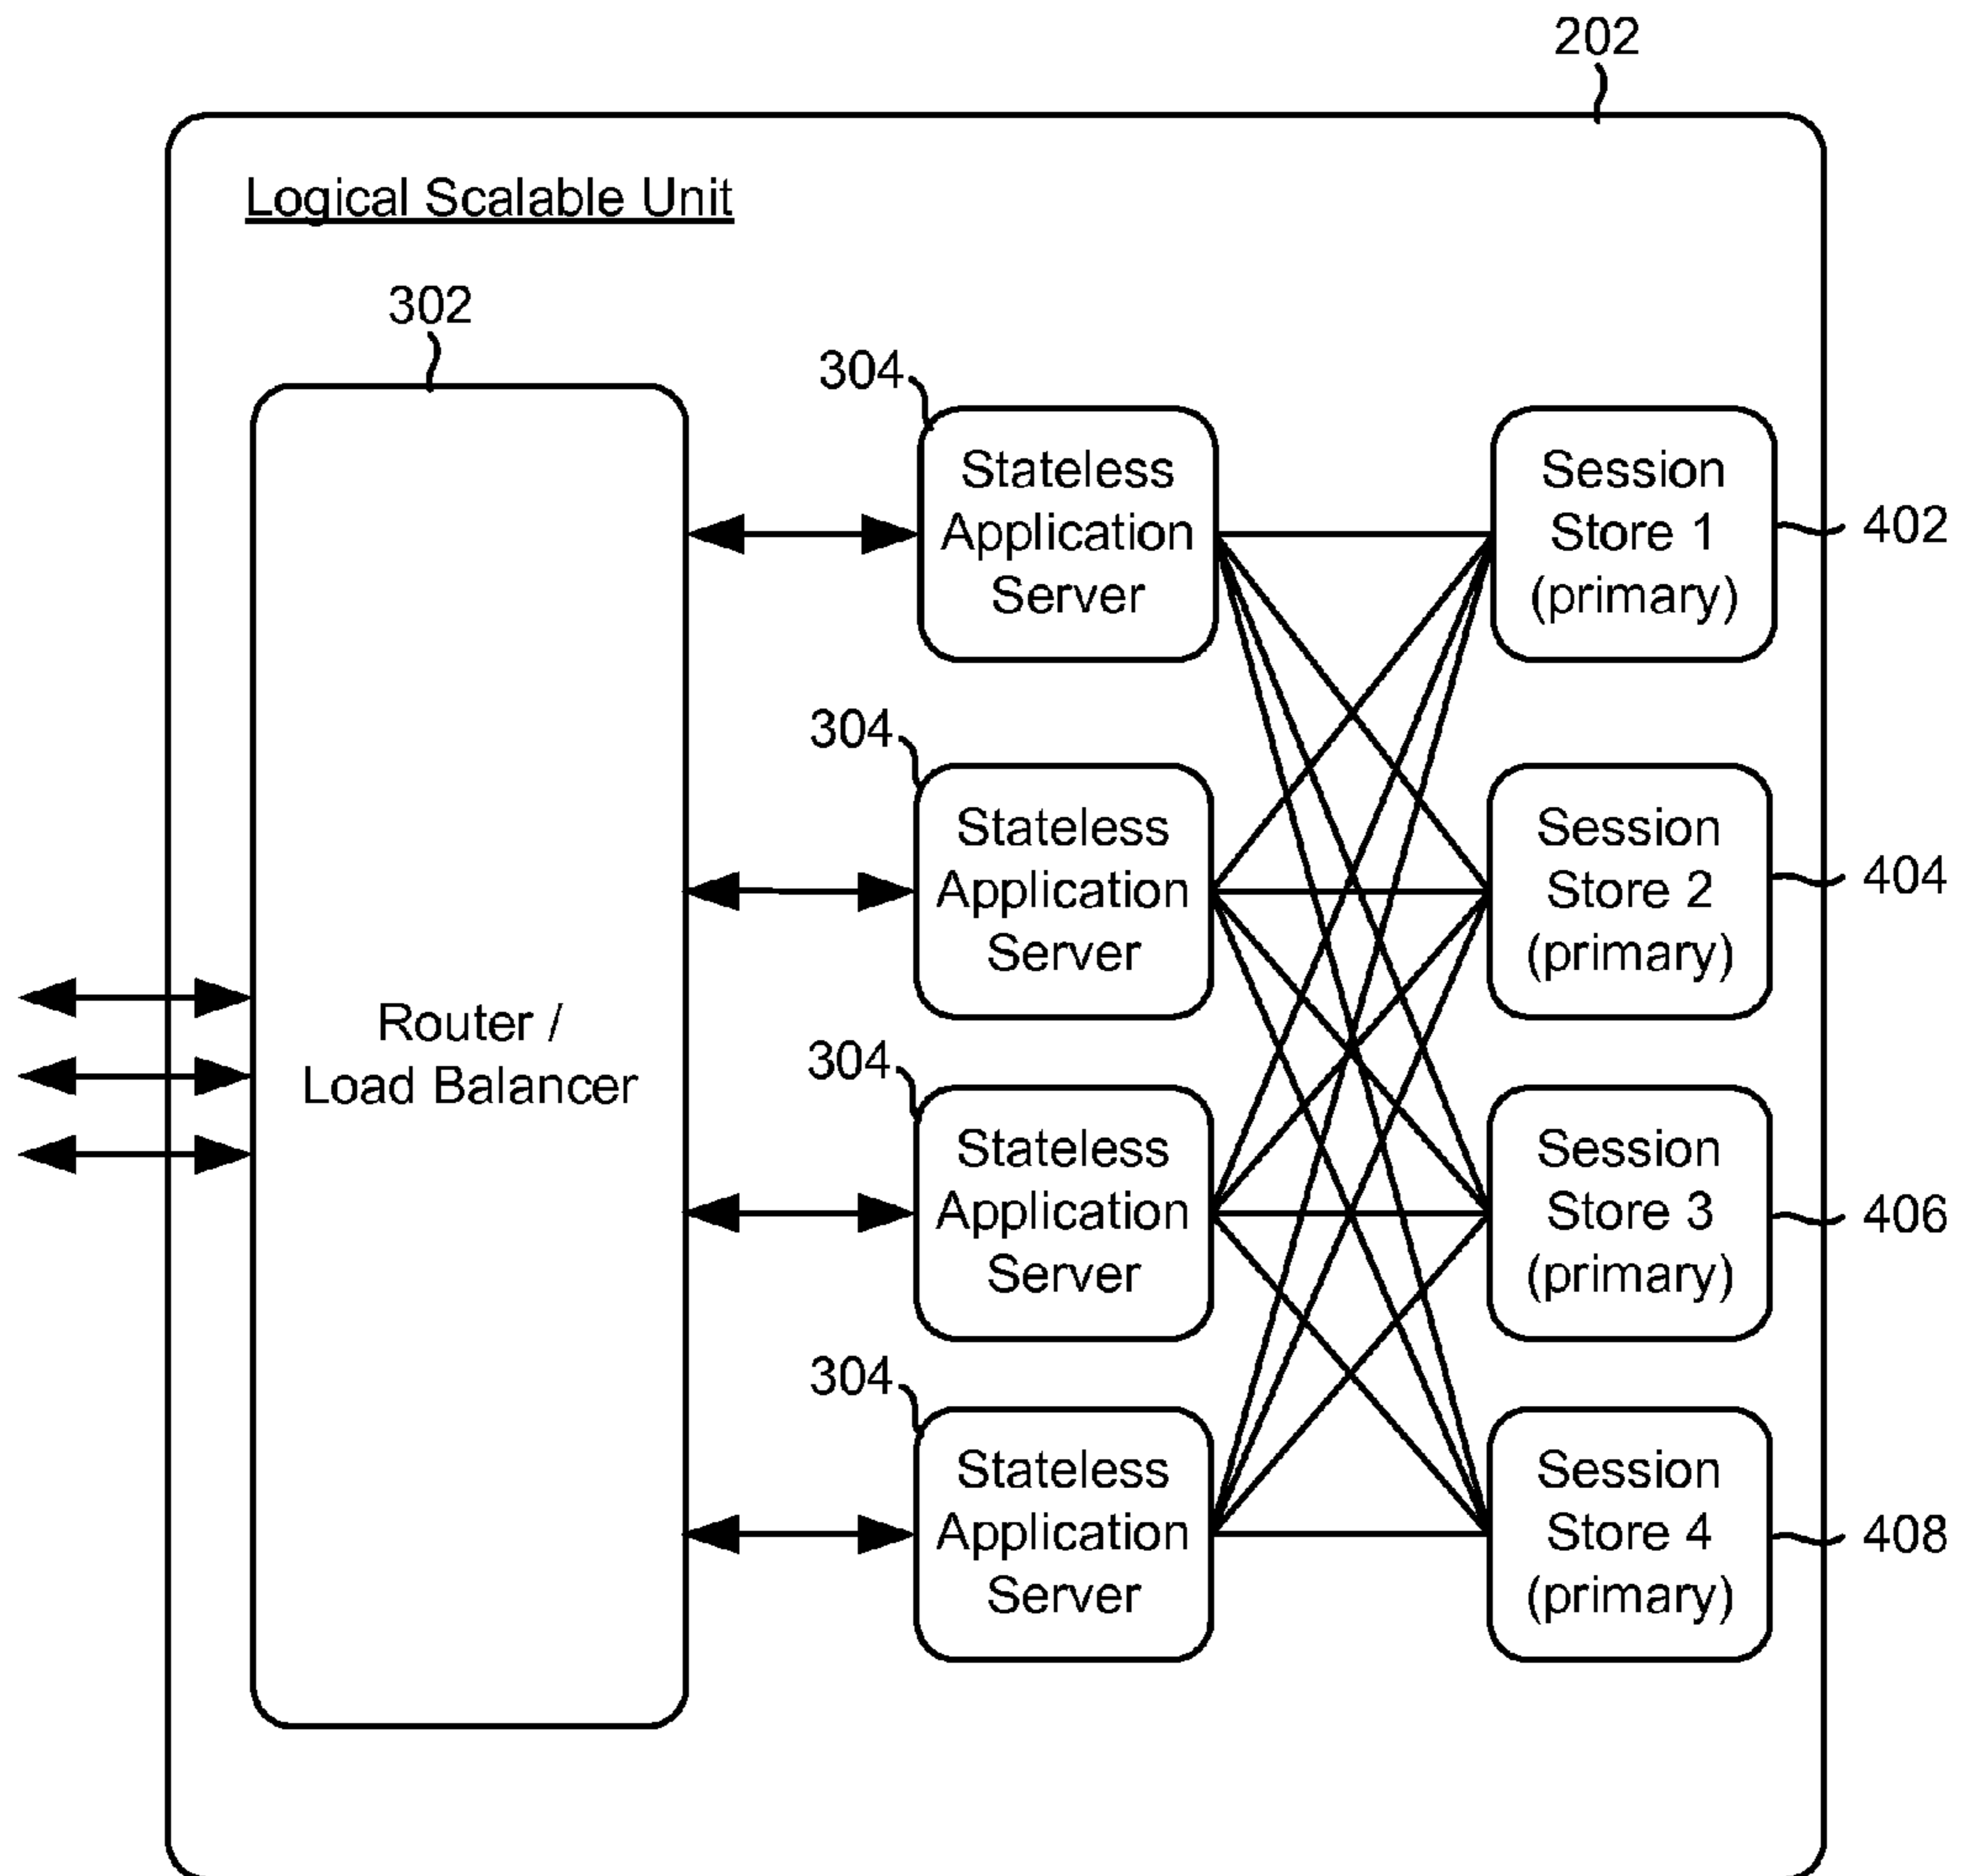 202
Logical Scalable Unit
302
304
Stateless
Application
Server
Session
Store 1
(primary)
402
304
Stateless
Application
Server
Session
Store 2
(primary)
404
Router /
Load Balancer
304
Stateless
Application
Server
Session
Store 3
(primary)
406
304
Stateless
Application
Server
Session
Store 4
(primary)
408